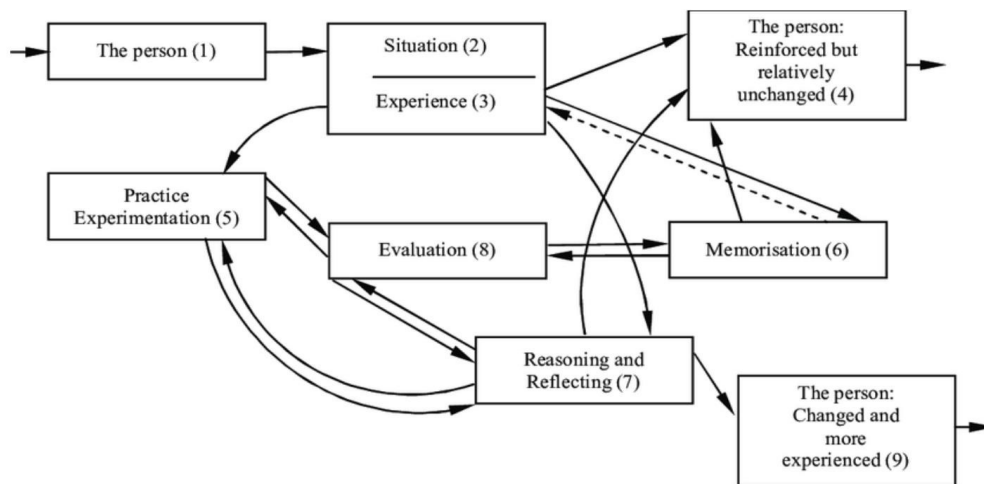 The person (1)
Situation (2)
Experience (3)
The person:
Reinforced but
relatively
unchanged (4)
Practice
Experimentation (5)
Evaluation (8)
Memorisation (6)
Reasoning and
Reflecting (7)
The person:
Changed and
more
experienced (9)